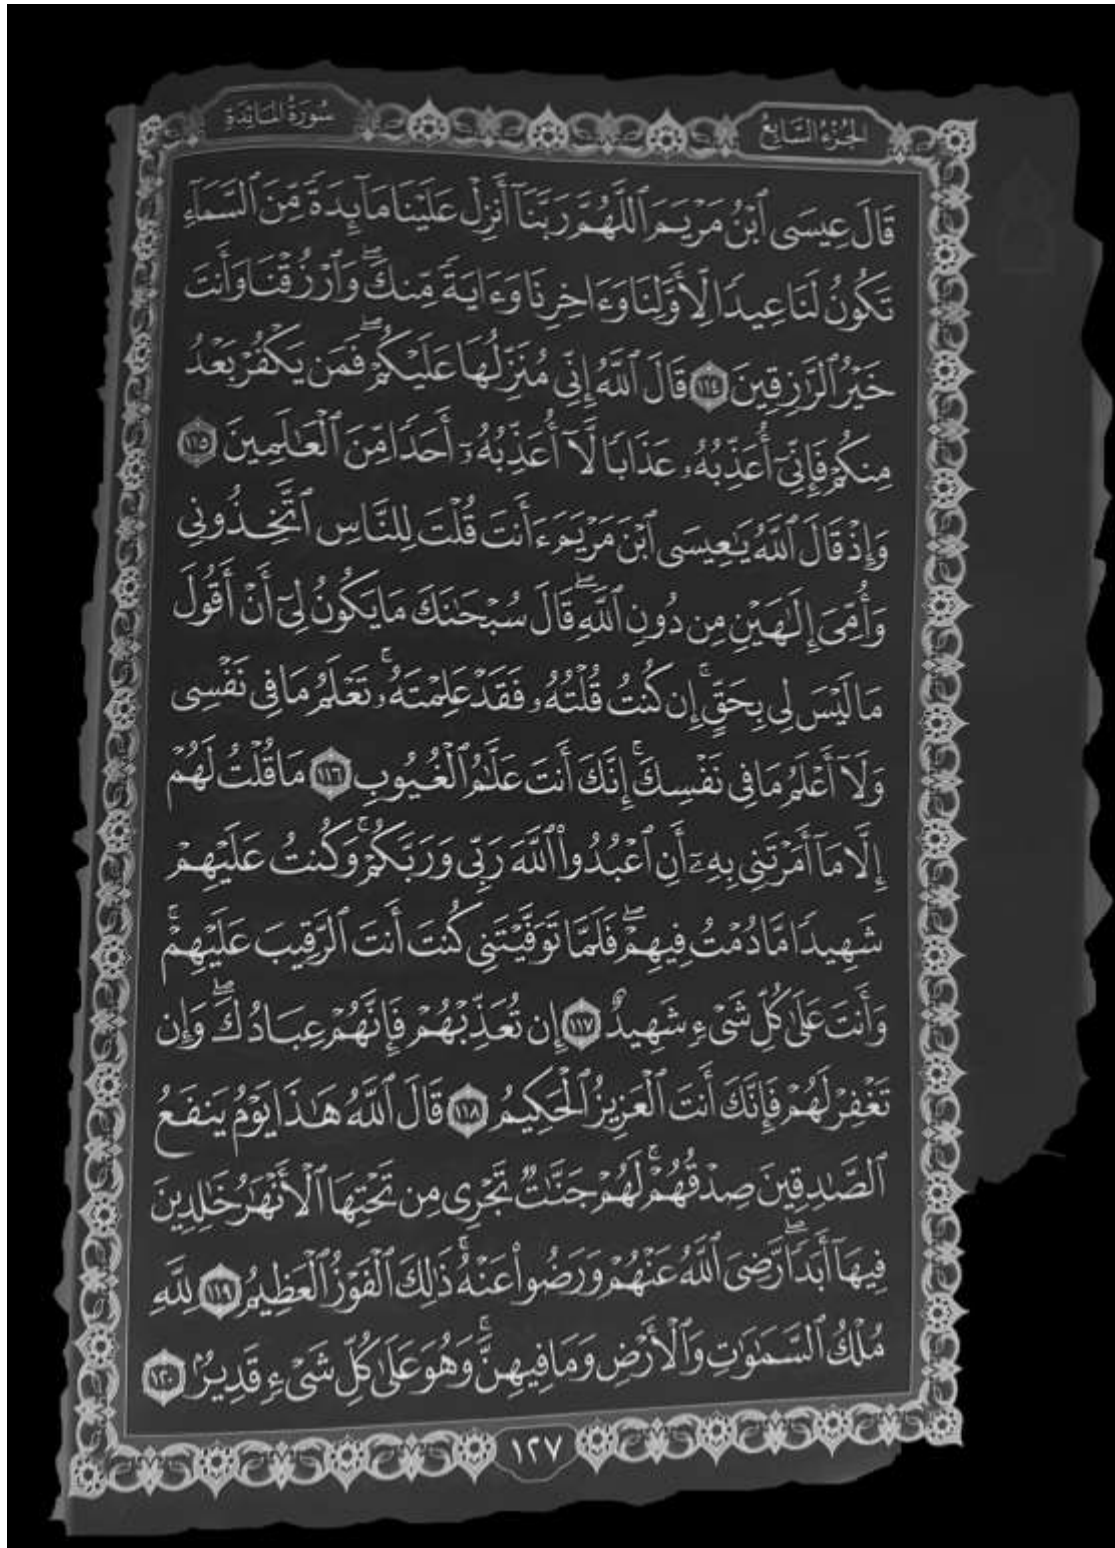 الجُزْءُ السَّابِعُ
سُورَةُ المَائِدَةِ
قَالَ عِيسَى ٱبْنُ مَرْيَمَ ٱللَّهُمَّ رَبَّنَآ أَنزِلْ عَلَيْنَا مَآئِدَةً مِّنَ ٱلسَّمَآءِ
تَكُونُ لَنَا عِيدًا لِّأَوَّلِنَا وَءَاخِرِنَا وَءَايَةً مِّنكَۖ وَٱرْزُقْنَا وَأَنتَ
خَيْرُ ٱلرَّٰزِقِينَ ١١٤ قَالَ ٱللَّهُ إِنِّي مُنَزِّلُهَا عَلَيْكُمْۖ فَمَن يَكْفُرْ بَعْدُ
مِنكُمْ فَإِنِّيٓ أُعَذِّبُهُۥ عَذَابًا لَّآ أُعَذِّبُهُۥٓ أَحَدًا مِّنَ ٱلْعَٰلَمِينَ ١١٥
وَإِذْ قَالَ ٱللَّهُ يَٰعِيسَى ٱبْنَ مَرْيَمَ ءَأَنتَ قُلْتَ لِلنَّاسِ ٱتَّخِذُونِي
وَأُمِّيَ إِلَٰهَيْنِ مِن دُونِ ٱللَّهِۖ قَالَ سُبْحَٰنَكَ مَا يَكُونُ لِيٓ أَنْ أَقُولَ
مَا لَيْسَ لِي بِحَقٍّۚ إِن كُنتُ قُلْتُهُۥ فَقَدْ عَلِمْتَهُۥۚ تَعْلَمُ مَا فِي نَفْسِي
وَلَآ أَعْلَمُ مَا فِي نَفْسِكَۚ إِنَّكَ أَنتَ عَلَّٰمُ ٱلْغُيُوبِ ١١٦ مَا قُلْتُ لَهُمْ
إِلَّا مَآ أَمَرْتَنِي بِهِۦٓ أَنِ ٱعْبُدُوا۟ ٱللَّهَ رَبِّي وَرَبَّكُمْۚ وَكُنتُ عَلَيْهِمْ
شَهِيدًا مَّا دُمْتُ فِيهِمْۖ فَلَمَّا تَوَفَّيْتَنِي كُنتَ أَنتَ ٱلرَّقِيبَ عَلَيْهِمْۚ
وَأَنتَ عَلَىٰ كُلِّ شَيْءٍ شَهِيدٌ ١١٧ إِن تُعَذِّبْهُمْ فَإِنَّهُمْ عِبَادُكَۖ وَإِن
تَغْفِرْ لَهُمْ فَإِنَّكَ أَنتَ ٱلْعَزِيزُ ٱلْحَكِيمُ ١١٨ قَالَ ٱللَّهُ هَٰذَا يَوْمُ يَنفَعُ
ٱلصَّٰدِقِينَ صِدْقُهُمْۚ لَهُمْ جَنَّٰتٌ تَجْرِي مِن تَحْتِهَا ٱلْأَنْهَٰرُ خَٰلِدِينَ
فِيهَآ أَبَدًاۖ رَّضِيَ ٱللَّهُ عَنْهُمْ وَرَضُوا۟ عَنْهُۚ ذَٰلِكَ ٱلْفَوْزُ ٱلْعَظِيمُ ١١٩ لِلَّهِ
مُلْكُ ٱلسَّمَٰوَٰتِ وَٱلْأَرْضِ وَمَا فِيهِنَّۚ وَهُوَ عَلَىٰ كُلِّ شَيْءٍ قَدِيرٌۢ ١٢٠
١٢٧